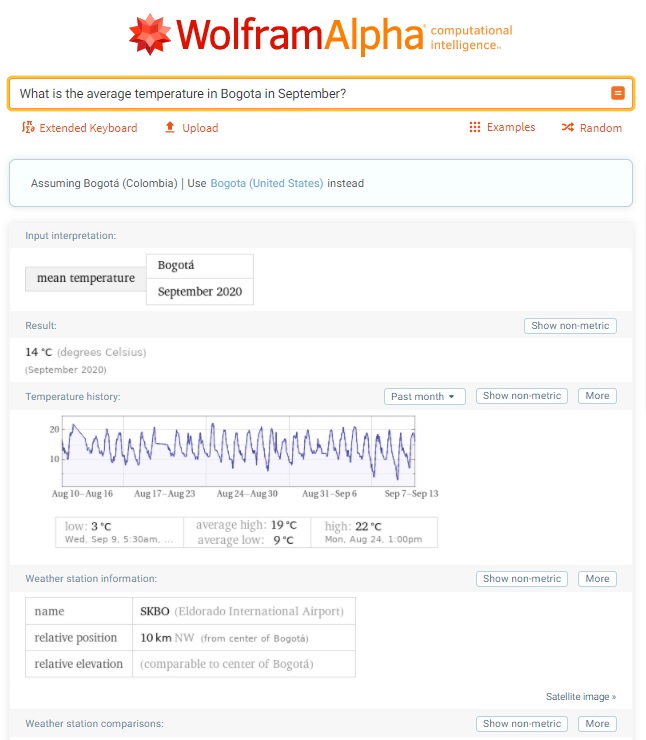 WolframAlpha computational intelligence™
What is the average temperature in Bogota in September?
Extended Keyboard Upload Examples Random
Assuming Bogotá (Colombia) | Use Bogota (United States) instead
Input interpretation:
mean temperature
Bogotá
September 2020
Result: Show non-metric
14 °C (degrees Celsius)
(September 2020)
Temperature history: Past month Show non-metric More
20
10
Aug 10–Aug 16 Aug 17–Aug 23 Aug 24–Aug 30 Aug 31–Sep 6 Sep 7–Sep 13
low: 3 °C average high: 19 °C high: 22 °C
Wed, Sep 9, 5:30am, ... average low: 9 °C Mon, Aug 24, 1:00pm
Weather station information: Show non-metric More
name SKBO (Eldorado International Airport)
relative position 10 km NW (from center of Bogotá)
relative elevation (comparable to center of Bogotá)
Satellite image »
Weather station comparisons: Show non-metric More